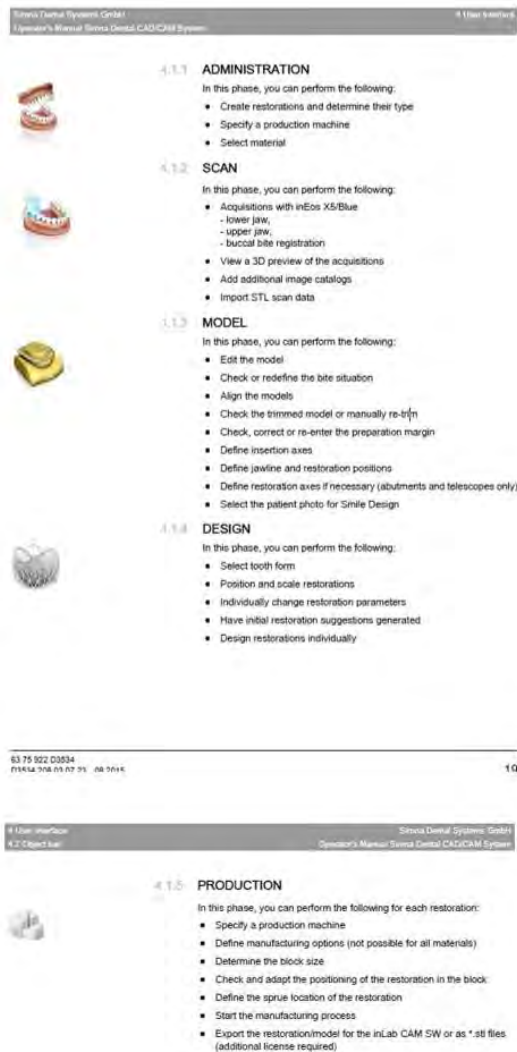 Sirona Dental Systems GmbH
4 User Interface
Operator's Manual Sirona Dental CAD/CAM System
4.1.1 ADMINISTRATION
In this phase, you can perform the following:
▪ Create restorations and determine their type
▪ Specify a production machine
▪ Select material
4.1.2 SCAN
In this phase, you can perform the following:
▪ Acquisitions with inEos X5/Blue
- lower jaw,
- upper jaw,
- buccal bite registration
▪ View a 3D preview of the acquisitions
▪ Add additional image catalogs
▪ Import STL scan data
4.1.3 MODEL
In this phase, you can perform the following:
▪ Edit the model
▪ Check or redefine the bite situation
▪ Align the models
▪ Check the trimmed model or manually re-trim
▪ Check, correct or re-enter the preparation margin
▪ Define insertion axes
▪ Define jawline and restoration positions
▪ Define restoration axes if necessary (abutments and telescopes only)
▪ Select the patient photo for Smile Design
4.1.4 DESIGN
In this phase, you can perform the following:
▪ Select tooth form
▪ Position and scale restorations
▪ Individually change restoration parameters
▪ Have initial restoration suggestions generated
▪ Design restorations individually
63 75 922 D3534
D3534.208.03.07.23 08.2015
19
4 User Interface
Sirona Dental Systems GmbH
4.2 Object bar
Operator's Manual Sirona Dental CAD/CAM System
4.1.5 PRODUCTION
In this phase, you can perform the following for each restoration:
▪ Specify a production machine
▪ Define manufacturing options (not possible for all materials)
▪ Determine the block size
▪ Check and adapt the positioning of the restoration in the block
▪ Define the sprue location of the restoration
▪ Start the manufacturing process
▪ Export the restoration/model for the inLab CAM SW or as *.stl files
(additional license required)